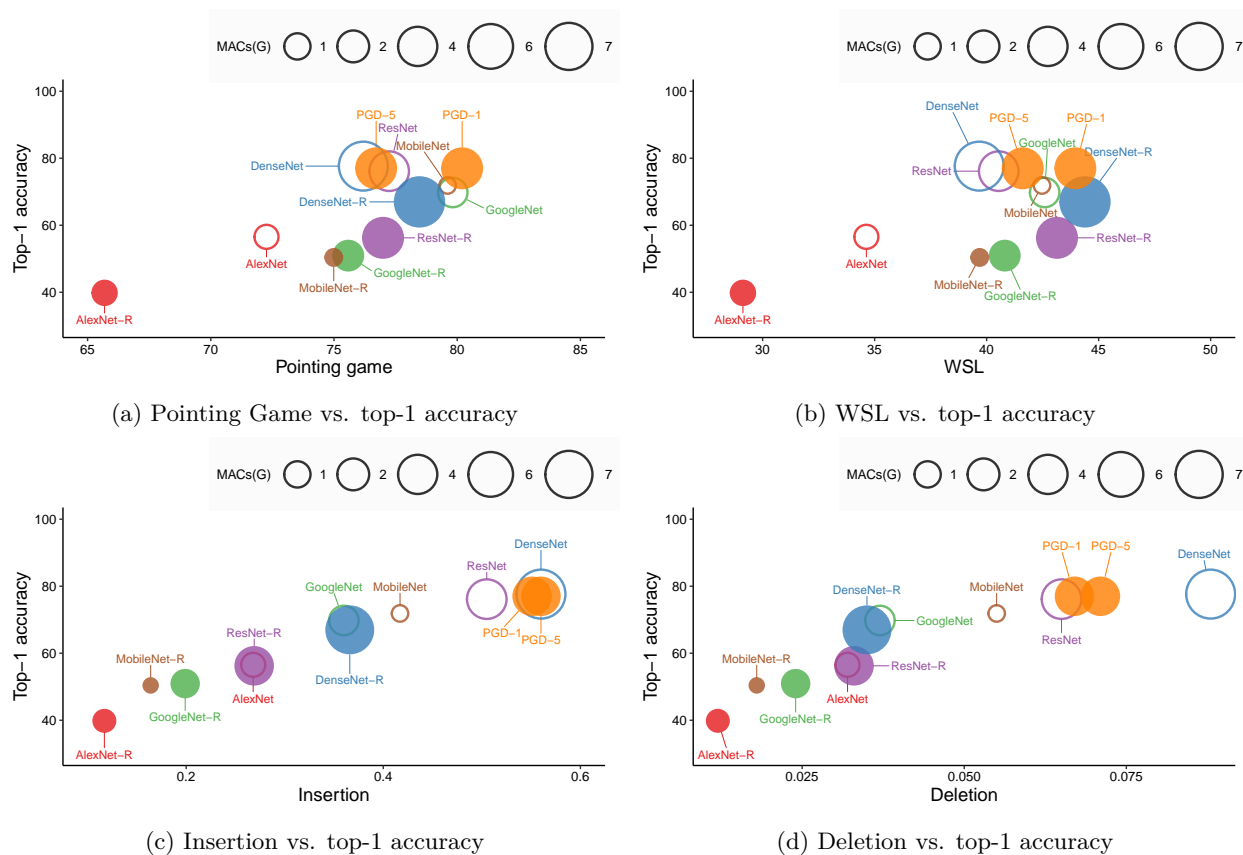 MACs(G) 1 2 4 6 7
100
80
60
40
Top−1 accuracy
PGD−5
PGD−1
ResNet
MobileNet
DenseNet
DenseNet−R
GoogleNet
ResNet−R
AlexNet
GoogleNet−R
MobileNet−R
AlexNet−R
65 70 75 80 85
Pointing game
(a) Pointing Game vs. top-1 accuracy
MACs(G) 1 2 4 6 7
100
80
60
40
Top−1 accuracy
DenseNet
PGD−5
PGD−1
GoogleNet
DenseNet−R
ResNet
MobileNet
ResNet−R
AlexNet
MobileNet−R
GoogleNet−R
AlexNet−R
30 35 40 45 50
WSL
(b) WSL vs. top-1 accuracy
MACs(G) 1 2 4 6 7
100
80
60
40
Top−1 accuracy
DenseNet
ResNet
GoogleNet
MobileNet
PGD−1
PGD−5
ResNet−R
DenseNet−R
MobileNet−R
AlexNet
GoogleNet−R
AlexNet−R
0.2 0.4 0.6
Insertion
(c) Insertion vs. top-1 accuracy
MACs(G) 1 2 4 6 7
100
80
60
40
Top−1 accuracy
PGD−1
PGD−5
DenseNet
DenseNet−R
MobileNet
GoogleNet
ResNet
MobileNet−R
ResNet−R
AlexNet
GoogleNet−R
AlexNet−R
0.025 0.050 0.075
Deletion
(d) Deletion vs. top-1 accuracy